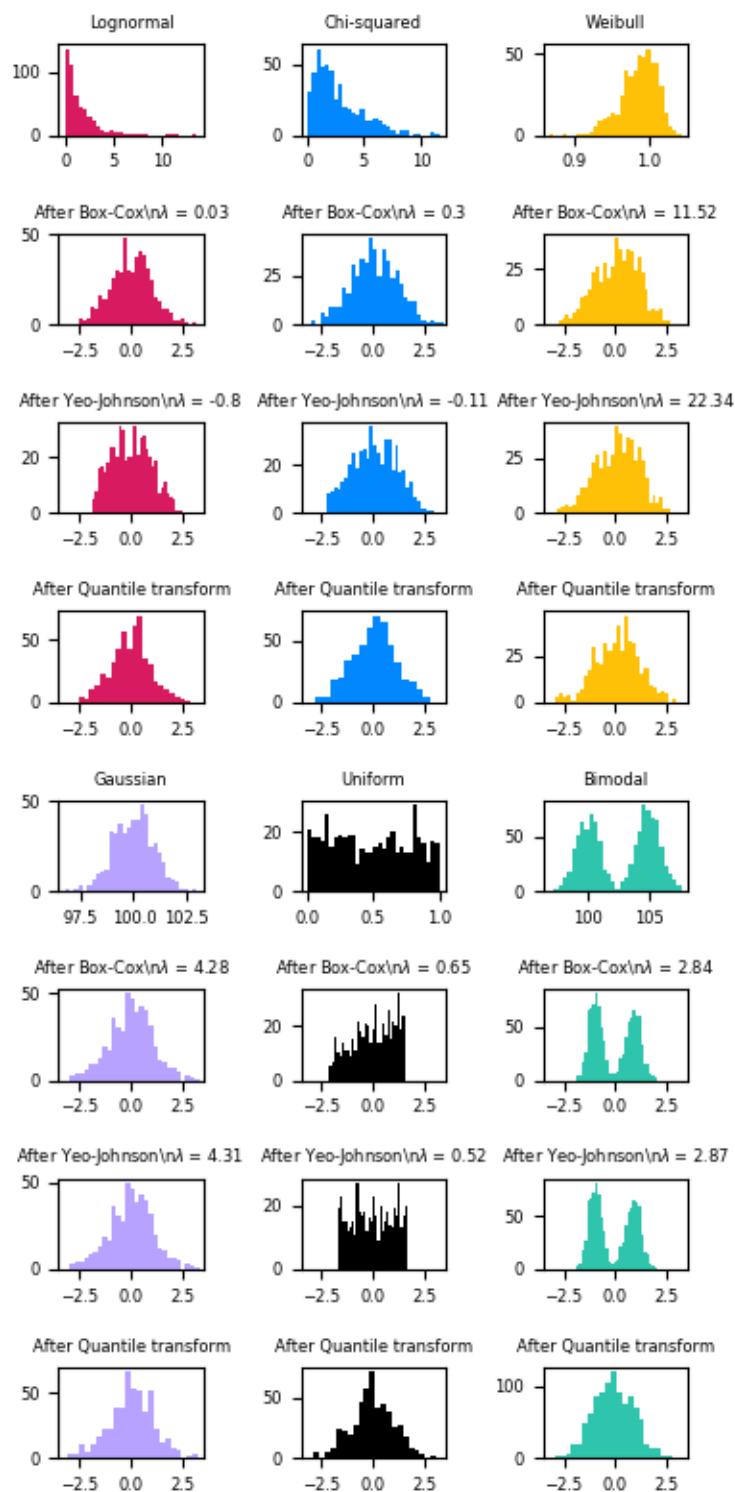 Lognormal Chi-squared Weibull
100 50 50
0 0 0
0 5 10 0 5 10 0.9 1.0
After Box-Cox\nλ = 0.03 After Box-Cox\nλ = 0.3 After Box-Cox\nλ = 11.52
50 25 25
0 0 0
−2.5 0.0 2.5 −2.5 0.0 2.5 −2.5 0.0 2.5
After Yeo-Johnson\nλ = -0.8 After Yeo-Johnson\nλ = -0.11 After Yeo-Johnson\nλ = 22.34
20 20 25
0 0 0
−2.5 0.0 2.5 −2.5 0.0 2.5 −2.5 0.0 2.5
After Quantile transform After Quantile transform After Quantile transform
50 50 25
0 0 0
−2.5 0.0 2.5 −2.5 0.0 2.5 −2.5 0.0 2.5
Gaussian Uniform Bimodal
50 20 50
0 0 0
97.5 100.0 102.5 0.0 0.5 1.0 100 105
After Box-Cox\nλ = 4.28 After Box-Cox\nλ = 0.65 After Box-Cox\nλ = 2.84
50 20 50
0 0 0
−2.5 0.0 2.5 −2.5 0.0 2.5 −2.5 0.0 2.5
After Yeo-Johnson\nλ = 4.31 After Yeo-Johnson\nλ = 0.52 After Yeo-Johnson\nλ = 2.87
50 20 50
0 0 0
−2.5 0.0 2.5 −2.5 0.0 2.5 −2.5 0.0 2.5
After Quantile transform After Quantile transform After Quantile transform
50 50 100
0 0 0
−2.5 0.0 2.5 −2.5 0.0 2.5 −2.5 0.0 2.5